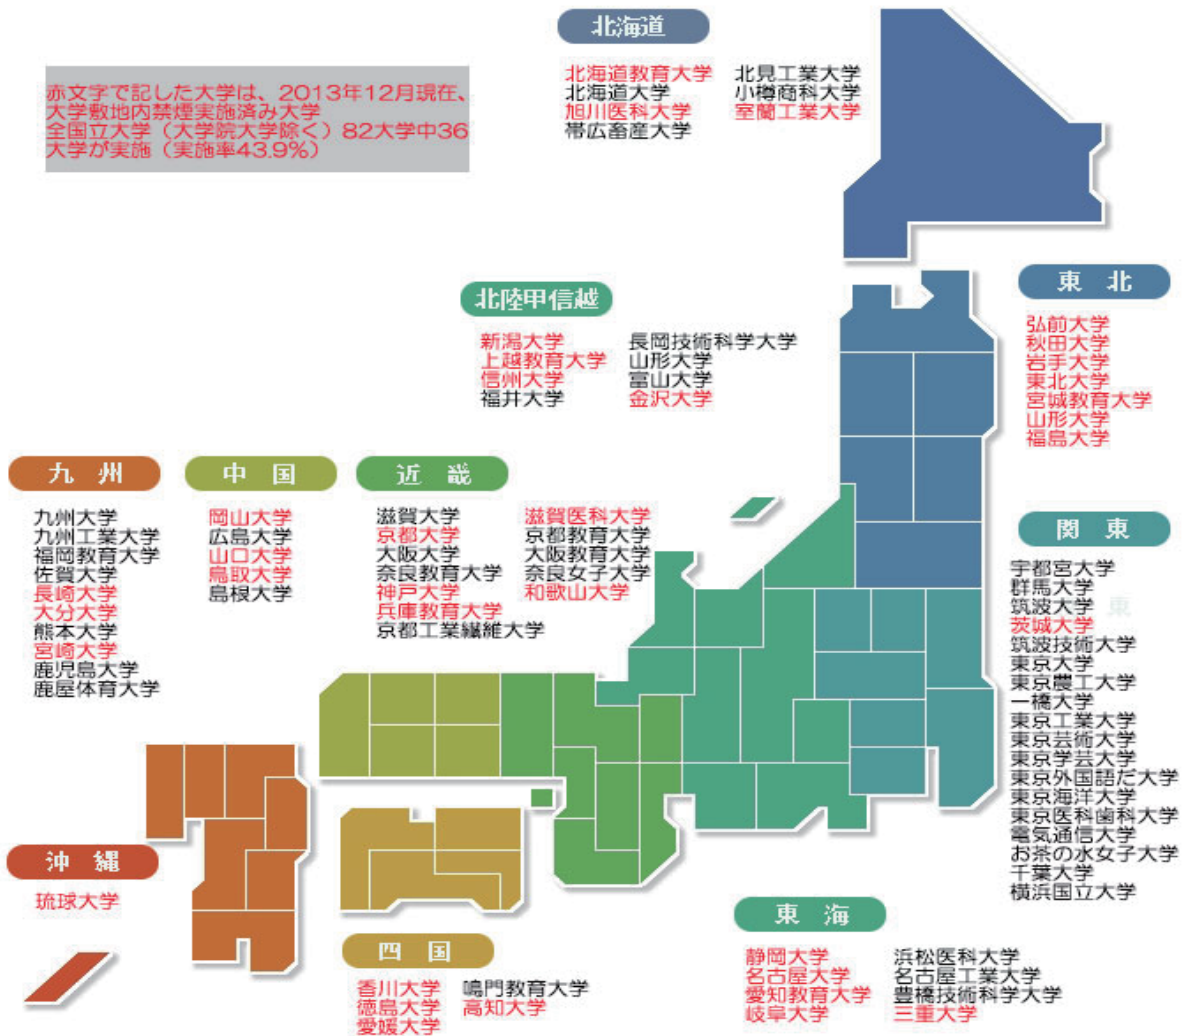 北海道
北海道教育大学 北見工業大学
北海道大学 小樽商科大学
旭川医科大学 室蘭工業大学
帯広畜産大学
赤文字で記した大学は、2013年12月現在、
大学敷地内禁煙実施済み大学
全国立大学（大学院大学除く）82大学中36
大学が実施（実施率43.9%）
東 北
弘前大学
秋田大学
岩手大学
東北大学
宮城教育大学
山形大学
福島大学
北陸甲信越
新潟大学 長岡技術科学大学
上越教育大学 山形大学
信州大学 富山大学
福井大学 金沢大学
九 州
九州大学
九州工業大学
福岡教育大学
佐賀大学
長崎大学
大分大学
熊本大学
宮崎大学
鹿児島大学
鹿屋体育大学
中 国
岡山大学
広島大学
山口大学
鳥取大学
島根大学
近 畿
滋賀大学 滋賀医科大学
京都大学 京都教育大学
大阪大学 大阪教育大学
奈良教育大学 奈良女子大学
神戸大学 和歌山大学
兵庫教育大学
京都工業繊維大学
関 東
宇都宮大学
群馬大学
筑波大学 東
茨城大学
筑波技術大学
東京大学
東京農工大学
一橋大学
東京工業大学
東京芸術大学
東京学芸大学
東京外国語だ大学
東京海洋大学
東京医科歯科大学
電気通信大学
お茶の水女子大学
千葉大学
横浜国立大学
沖 縄
琉球大学
四 国
香川大学 鳴門教育大学
徳島大学 高知大学
愛媛大学
東 海
静岡大学 浜松医科大学
名古屋大学 名古屋工業大学
愛知教育大学 豊橋技術科学大学
岐阜大学 三重大学